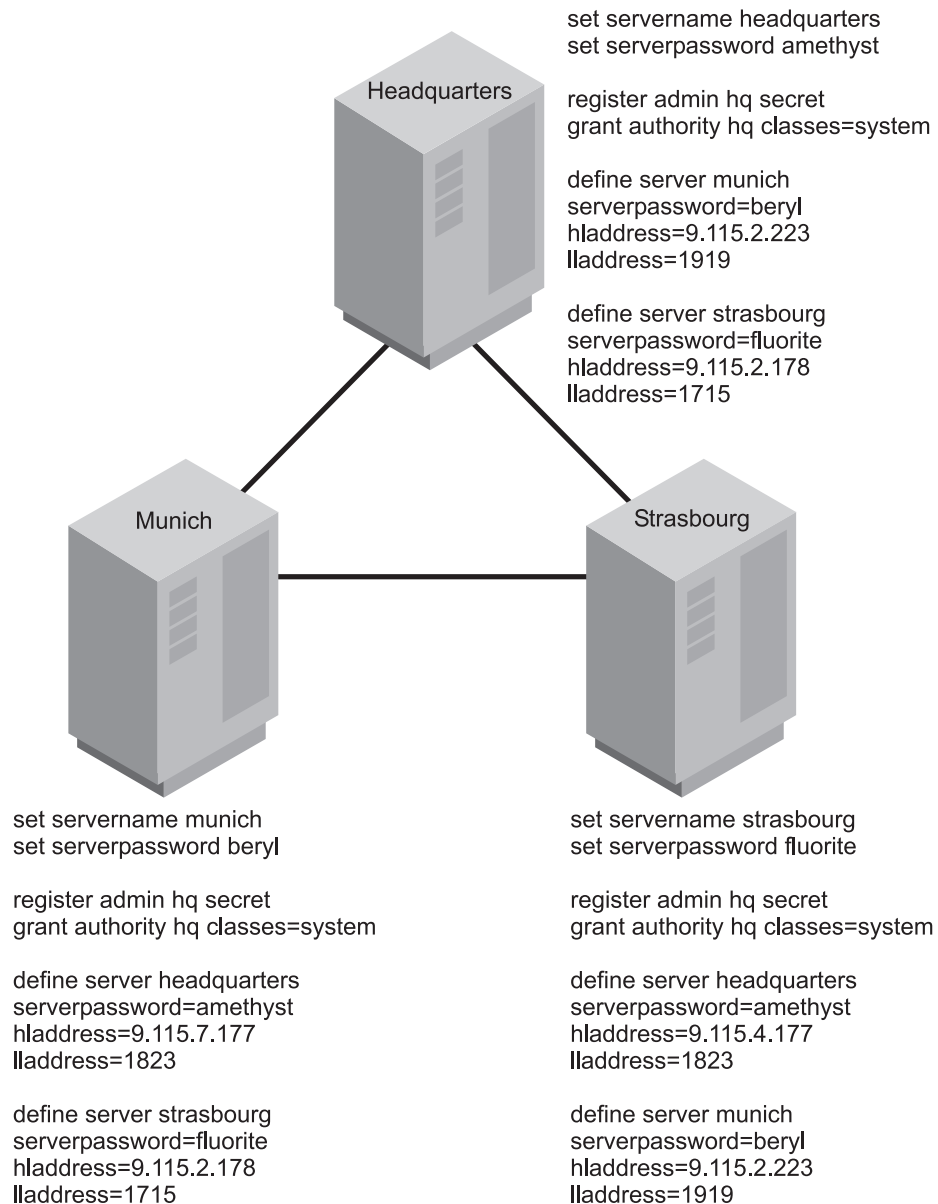 set servername headquarters
set serverpassword amethyst
register admin hq secret
grant authority hq classes=system
define server munich
serverpassword=beryl
hladdress=9.115.2.223
lladdress=1919
define server strasbourg
serverpassword=fluorite
hladdress=9.115.2.178
lladdress=1715
Headquarters
Munich
Strasbourg
set servername munich
set serverpassword beryl
register admin hq secret
grant authority hq classes=system
define server headquarters
serverpassword=amethyst
hladdress=9.115.7.177
lladdress=1823
define server strasbourg
serverpassword=fluorite
hladdress=9.115.2.178
lladdress=1715
set servername strasbourg
set serverpassword fluorite
register admin hq secret
grant authority hq classes=system
define server headquarters
serverpassword=amethyst
hladdress=9.115.4.177
lladdress=1823
define server munich
serverpassword=beryl
hladdress=9.115.2.223
lladdress=1919